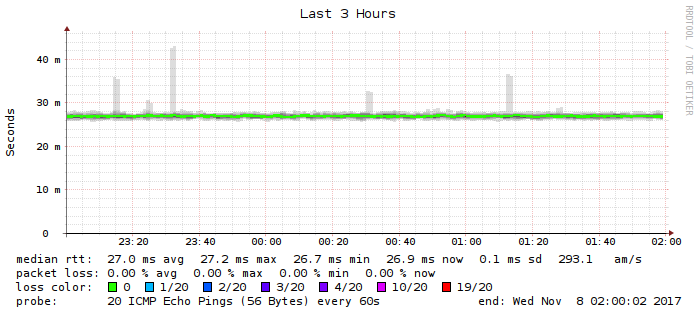 Last 3 Hours
RRDTOOL / TOBI OETIKER
Seconds
40 m
30 m
20 m
10 m
0
23:20 23:40 00:00 00:20 00:40 01:00 01:20 01:40 02:00
median rtt: 27.0 ms avg 27.2 ms max 26.7 ms min 26.9 ms now 0.1 ms sd 293.1 am/s
packet loss: 0.00 % avg 0.00 % max 0.00 % min 0.00 % now
loss color: 0 1/20 2/20 3/20 4/20 10/20 19/20
probe: 20 ICMP Echo Pings (56 Bytes) every 60s end: Wed Nov 8 02:00:02 2017